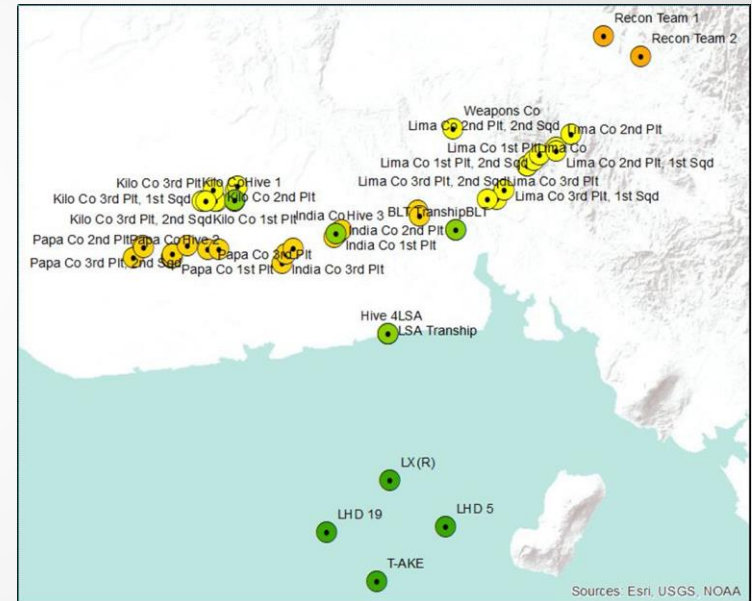 Recon Team 1
Recon Team 2
Weapons Co
Lima Co 2nd Plt, 2nd Sqd
Lima Co 2nd Plt
Lima Co 1st Plt
Lima Co
Lima Co 1st Plt, 2nd Sqd
Lima Co 2nd Plt, 1st Sqd
Kilo Co 3rd Plt
Kilo Co
Hive 1
Lima Co 3rd Plt, 2nd Sqd
Lima Co 3rd Plt
Kilo Co 3rd Plt, 1st Sqd
Kilo Co 2nd Plt
Lima Co 3rd Plt, 1st Sqd
Kilo Co 3rd Plt, 2nd Sqd
Kilo Co 1st Plt
India Co
Hive 3
BLT Tranship
BLT
India Co 2nd Plt
Papa Co 2nd Plt
Papa Co
Hive 2
India Co 1st Plt
Papa Co 3rd Plt
Papa Co 3rd Plt, 2nd Sqd
Papa Co 1st Plt
India Co 3rd Plt
Hive 4
LSA
LSA Tranship
LX(R)
LHD 19
LHD 5
T-AKE
Sources: Esri, USGS, NOAA